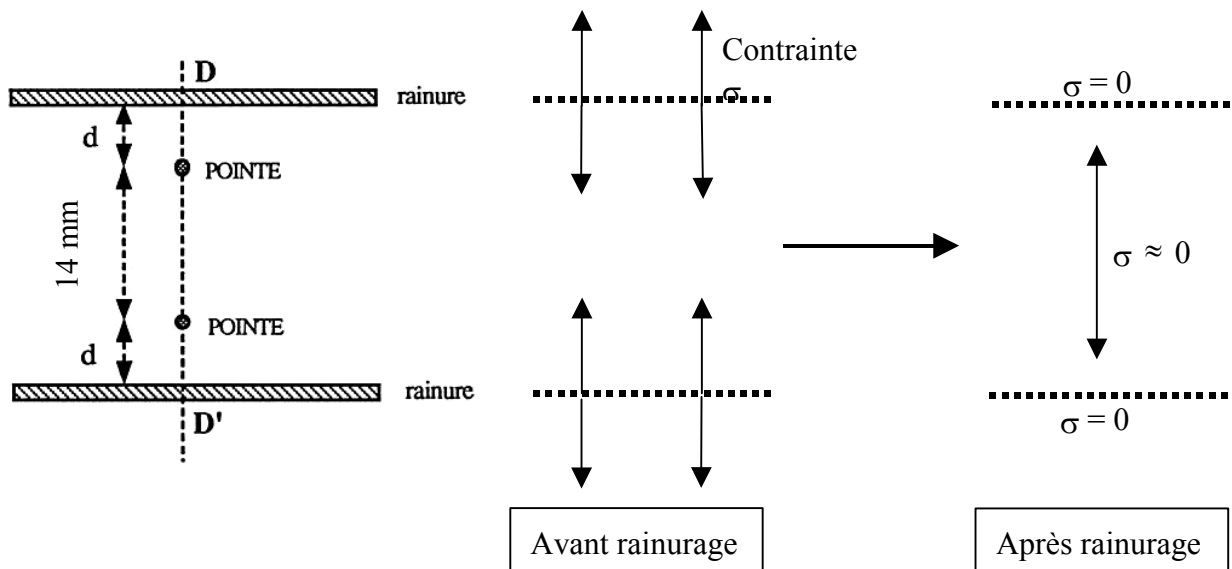 D
rainure
d
POINTE
14 mm
POINTE
d
rainure
D'
Contrainte
σ
Avant rainurage
σ = 0
σ ≈ 0
σ = 0
Après rainurage